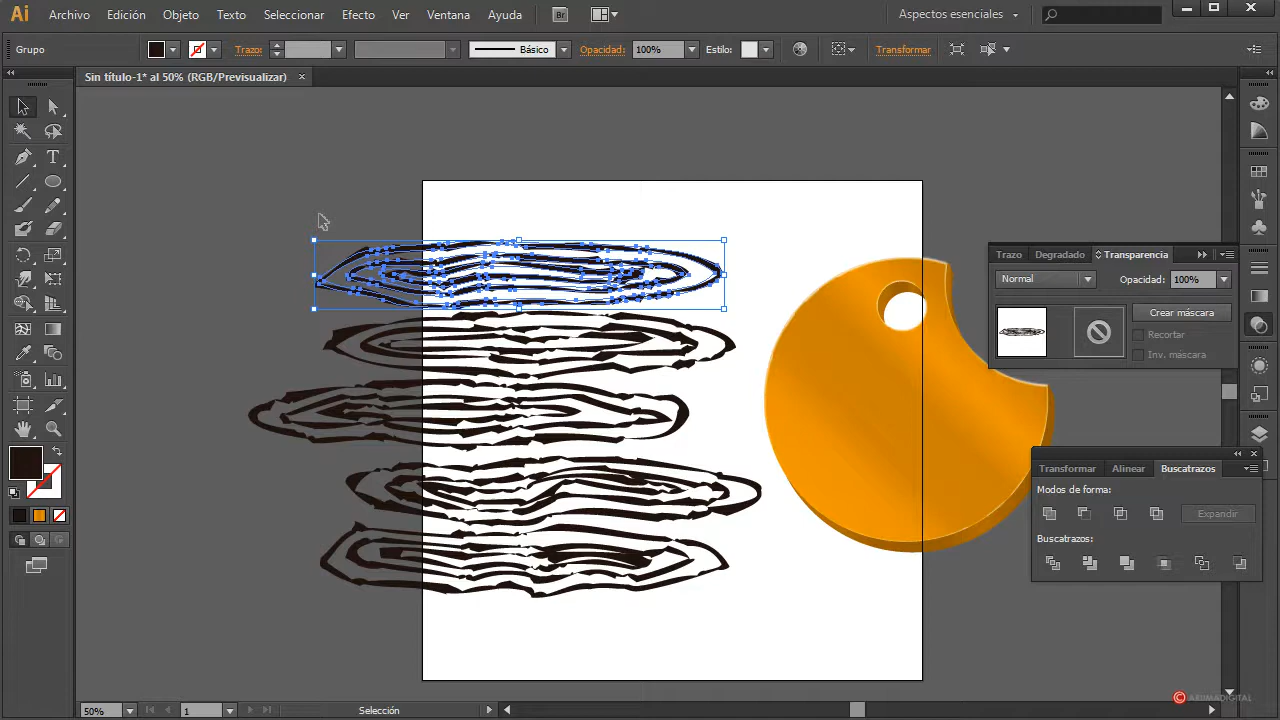 Ai Archivo Edición Objeto Texto Seleccionar Efecto Ver Ventana Ayuda Br Aspectos esenciales
Grupo Trazo: Básico Opacidad: 100% Estilo: Transformar
Sin título-1* al 50% (RGB/Previsualizar) ×
Trazo Degradado Transparencia
Normal Opacidad: 100%
Crear máscara
Recortar
Inv. máscara
Transformar Alinear Buscatrazos
Modos de forma:
Expandir
Buscatrazos:
50% 1 Selección
© ARIMADIGITAL